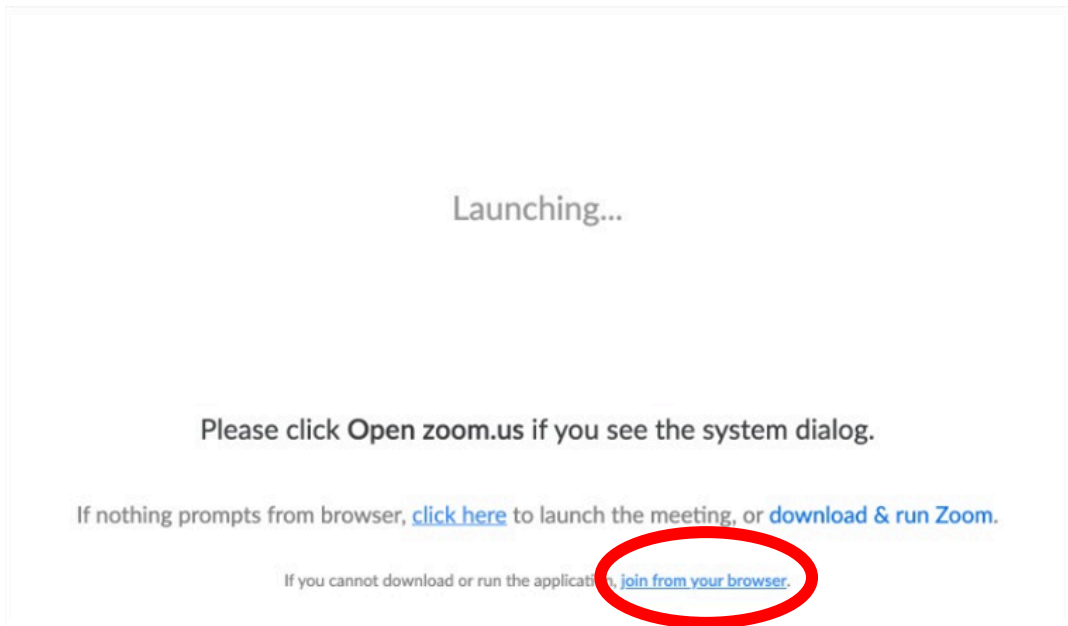 Launching...
Please click Open zoom.us if you see the system dialog.
If nothing prompts from browser, click here to launch the meeting, or download & run Zoom.
If you cannot download or run the application, join from your browser.